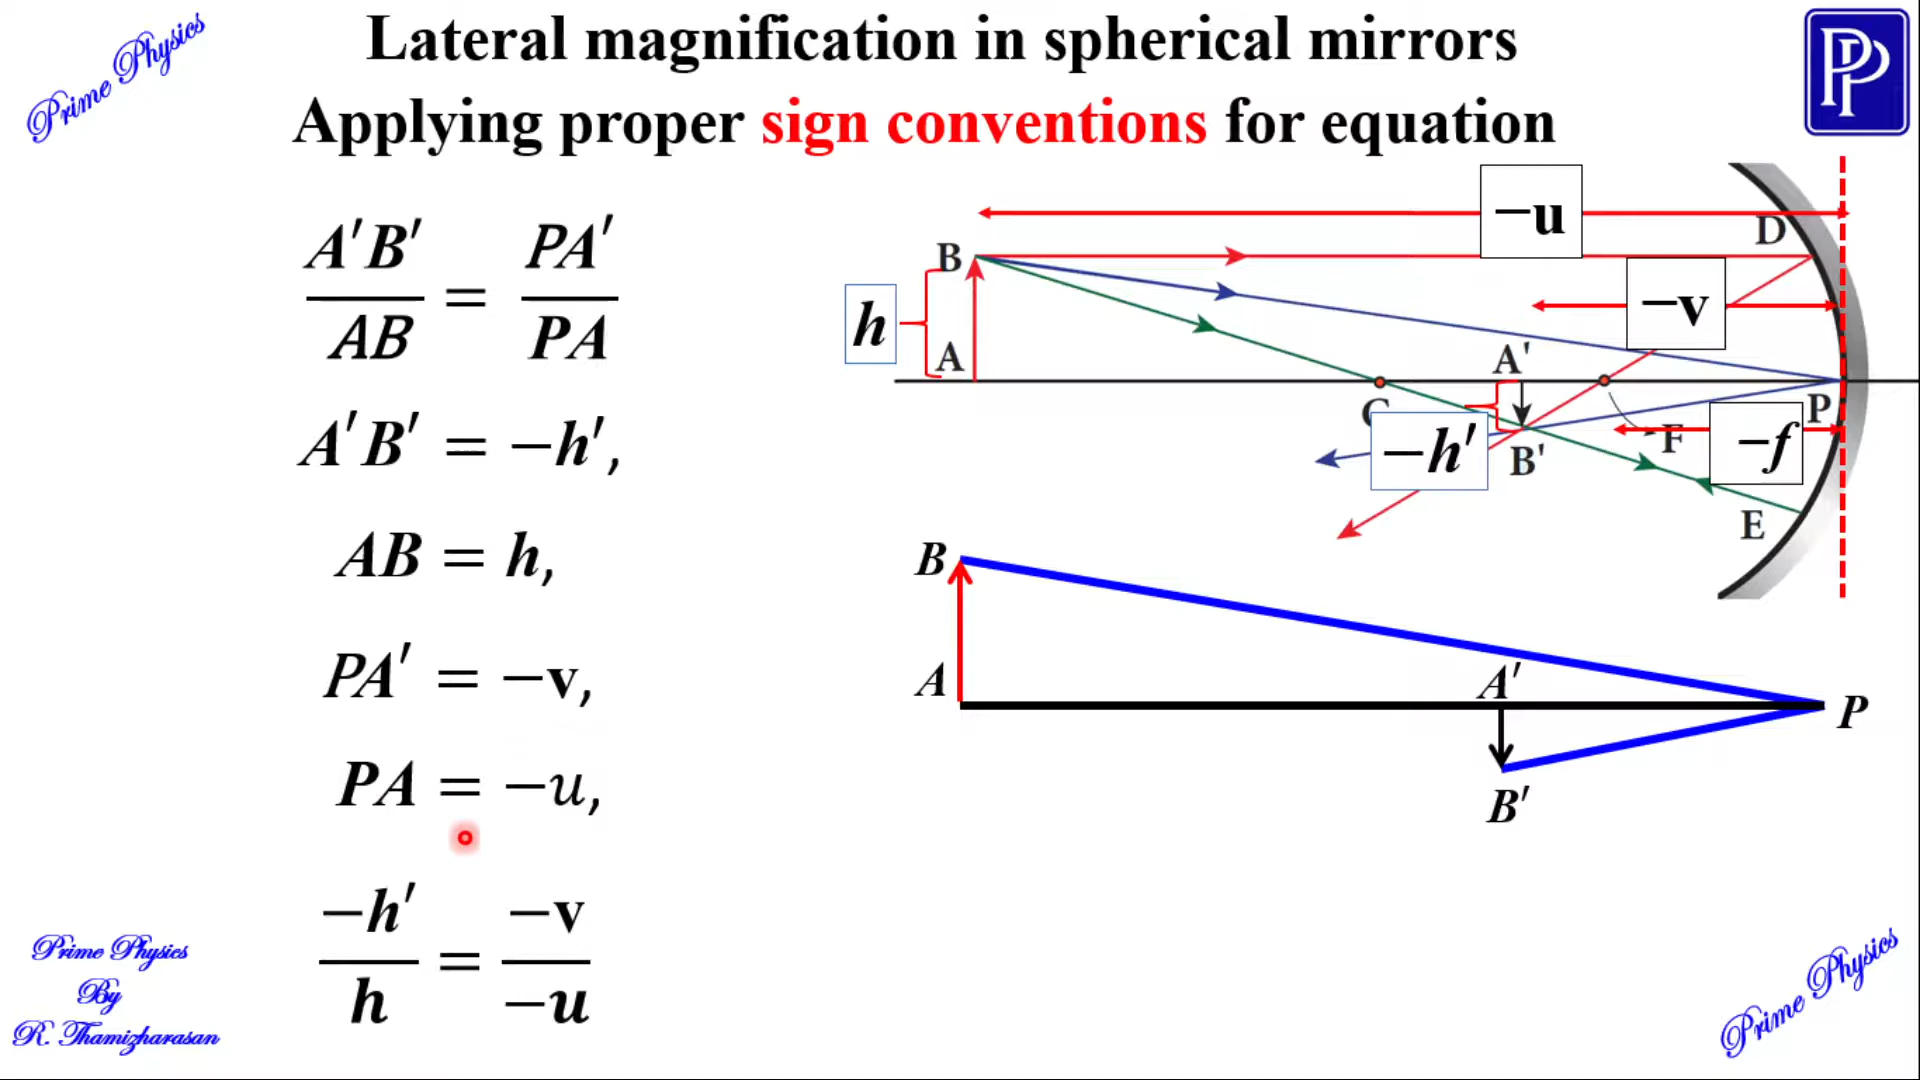 Prime Physics
Lateral magnification in spherical mirrors
PP
Applying proper sign conventions for equation
A'B'/AB = PA'/PA
A'B' = −h',
AB = h,
PA' = −v,
PA = −u,
−h'/h = −v/−u
−u
D
B
−v
h
A
A'
C
P
F
−f
−h'
B'
E
B
A
A'
P
B'
Prime Physics
By
R. Thamizharasan
Prime Physics